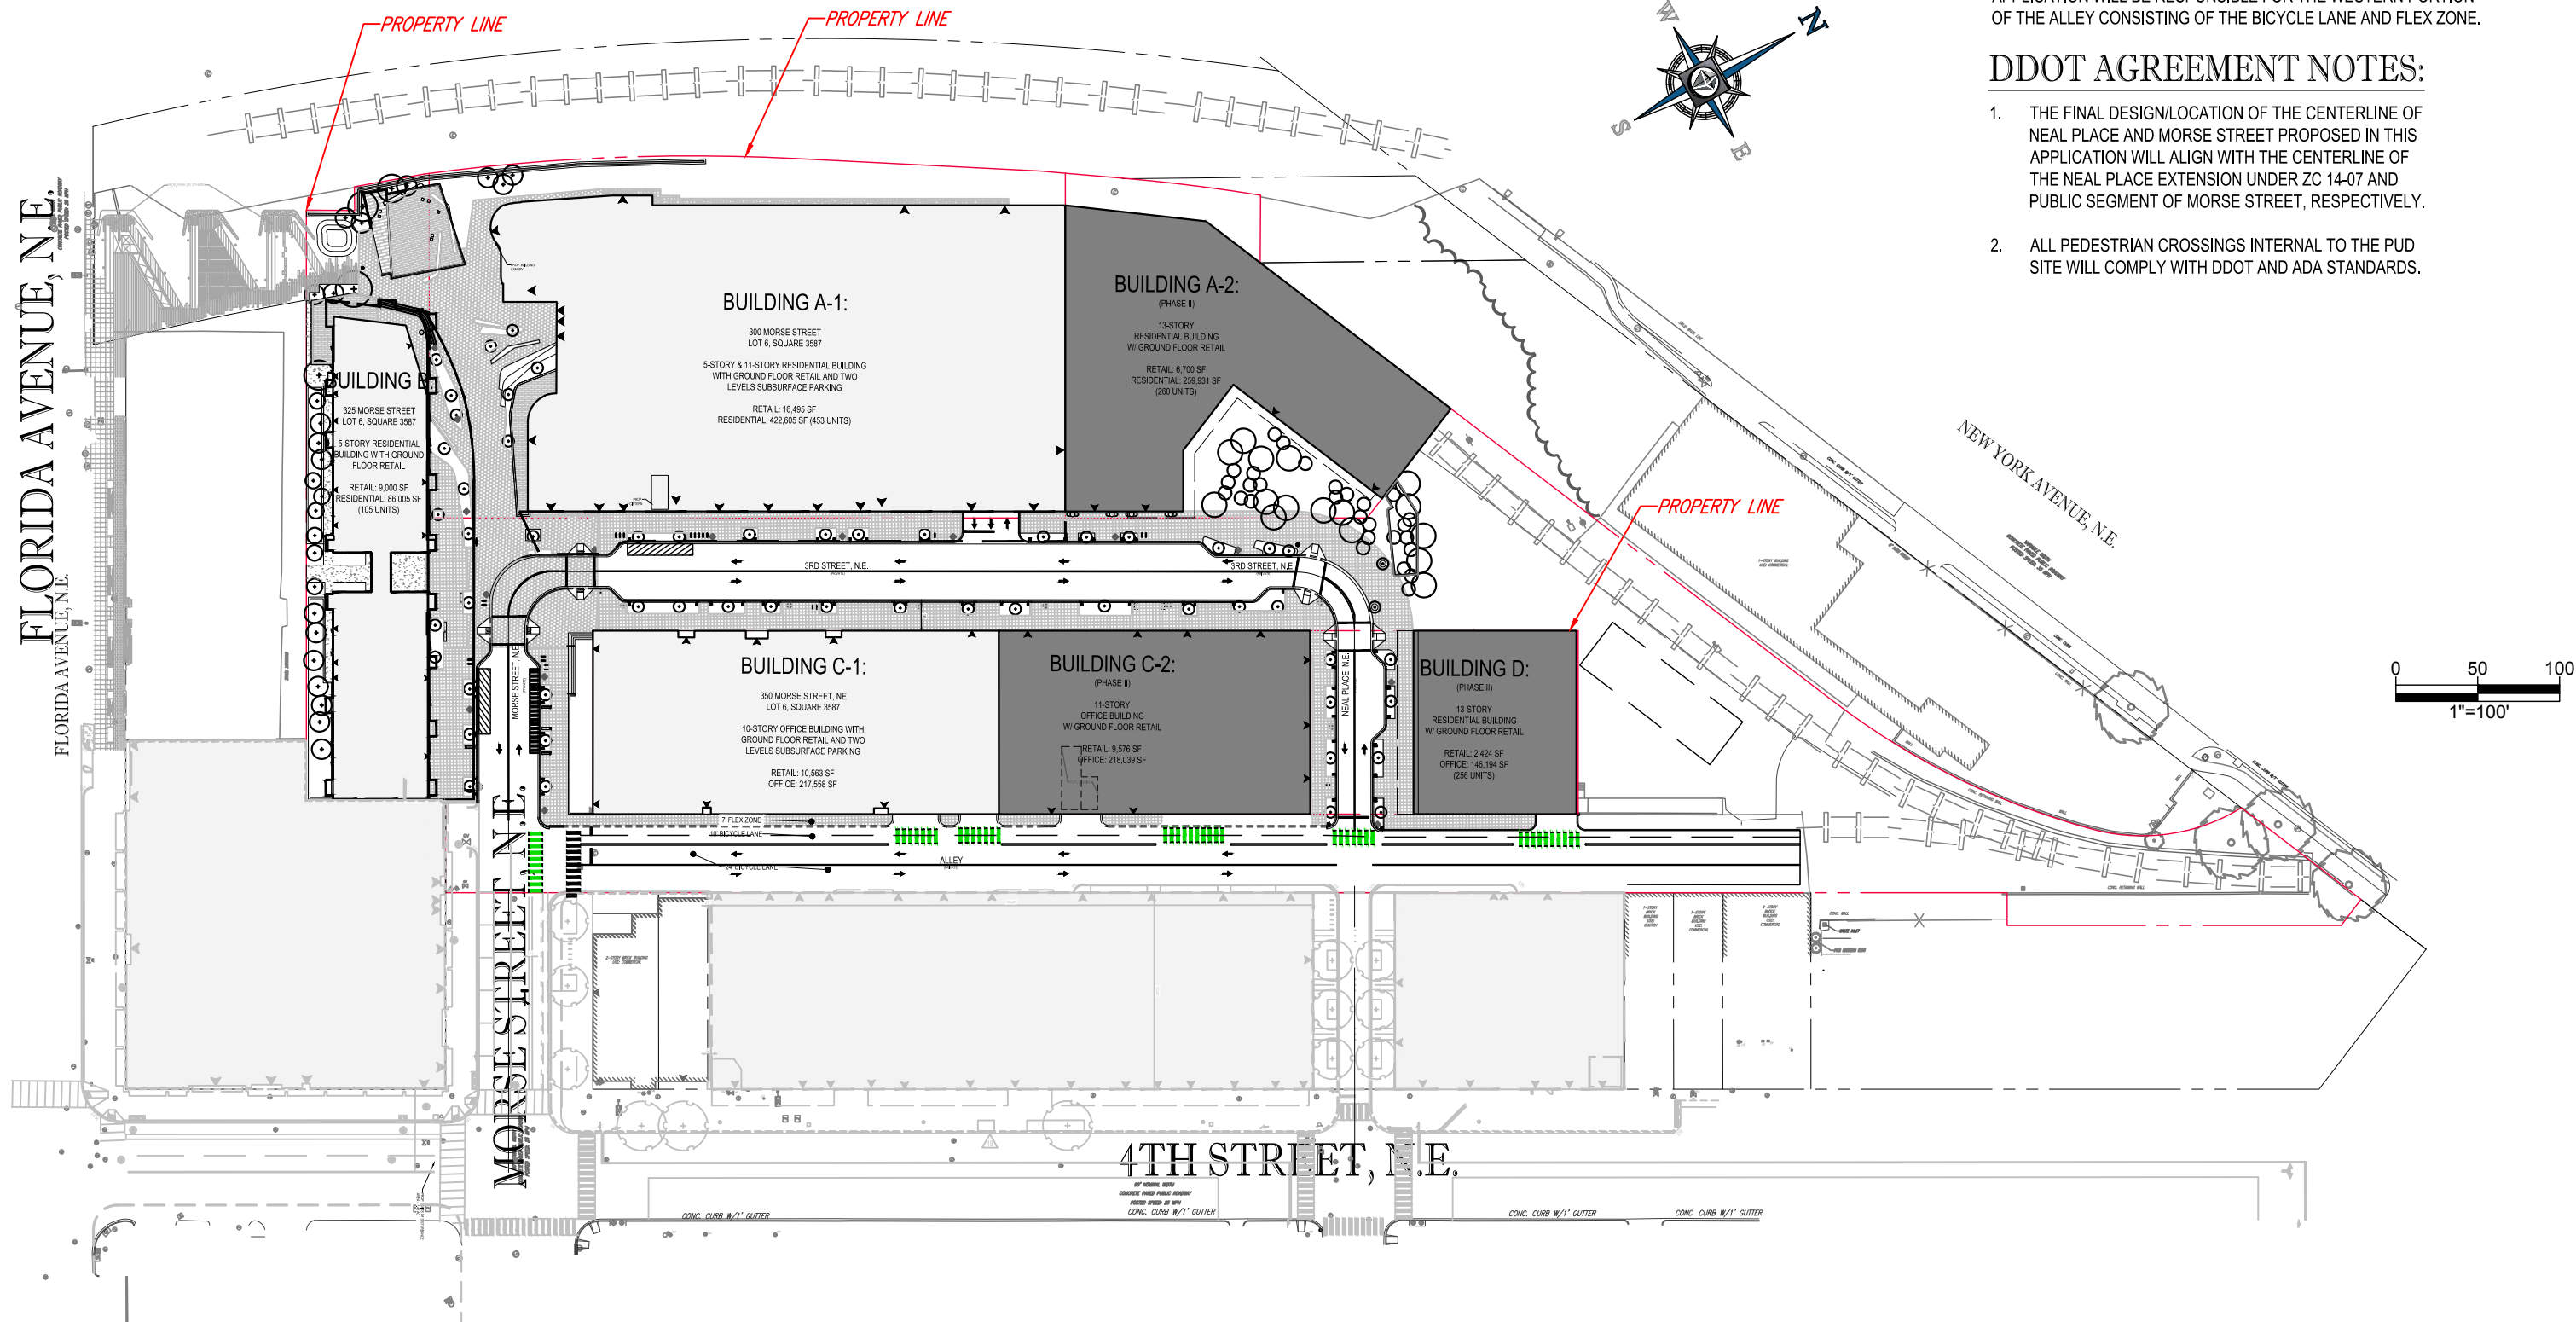 APPLICATION WILL BE RESPONSIBLE FOR THE WESTERN PORTION
OF THE ALLEY CONSISTING OF THE BICYCLE LANE AND FLEX ZONE.
DDOT AGREEMENT NOTES:
1. THE FINAL DESIGN/LOCATION OF THE CENTERLINE OF
NEAL PLACE AND MORSE STREET PROPOSED IN THIS
APPLICATION WILL ALIGN WITH THE CENTERLINE OF
THE NEAL PLACE EXTENSION UNDER ZC 14-07 AND
PUBLIC SEGMENT OF MORSE STREET, RESPECTIVELY.
2. ALL PEDESTRIAN CROSSINGS INTERNAL TO THE PUD
SITE WILL COMPLY WITH DDOT AND ADA STANDARDS.
PROPERTY LINE
PROPERTY LINE
W
N
S
E
FLORIDA AVENUE, N.E.
FLORIDA AVENUE, N.E.
BUILDING A-1:
300 MORSE STREET
LOT 6, SQUARE 3587
5-STORY & 11-STORY RESIDENTIAL BUILDING
WITH GROUND FLOOR RETAIL AND TWO
LEVELS SUBSURFACE PARKING
RETAIL: 16,495 SF
RESIDENTIAL: 422,605 SF (453 UNITS)
BUILDING A-2:
(PHASE II)
13-STORY
RESIDENTIAL BUILDING
W/ GROUND FLOOR RETAIL
RETAIL: 6,700 SF
RESIDENTIAL: 259,931 SF
(260 UNITS)
BUILDING B:
325 MORSE STREET
LOT 6, SQUARE 3587
5-STORY RESIDENTIAL
BUILDING WITH GROUND
FLOOR RETAIL
RETAIL: 9,000 SF
RESIDENTIAL: 86,005 SF
(105 UNITS)
NEW YORK AVENUE, N.E.
PROPERTY LINE
3RD STREET, N.E.
3RD STREET, N.E.
MORSE STREET, N.E.
NEAL PLACE, N.E.
BUILDING C-1:
350 MORSE STREET, NE
LOT 6, SQUARE 3587
10-STORY OFFICE BUILDING WITH
GROUND FLOOR RETAIL AND TWO
LEVELS SUBSURFACE PARKING
RETAIL: 10,563 SF
OFFICE: 217,558 SF
BUILDING C-2:
(PHASE II)
11-STORY
OFFICE BUILDING
W/ GROUND FLOOR RETAIL
RETAIL: 9,576 SF
OFFICE: 218,039 SF
BUILDING D:
(PHASE II)
13-STORY
RESIDENTIAL BUILDING
W/ GROUND FLOOR RETAIL
RETAIL: 2,424 SF
OFFICE: 146,194 SF
(256 UNITS)
0 50 100
1"=100'
7' FLEX ZONE
10' BICYCLE LANE
24' BICYCLE LANE
ALLEY
MORSE STREET, N.E.
4TH STREET, N.E.
CONC. CURB W/1' GUTTER
CONC. CURB W/1' GUTTER
CONC. CURB W/1' GUTTER
CONC. CURB W/1' GUTTER